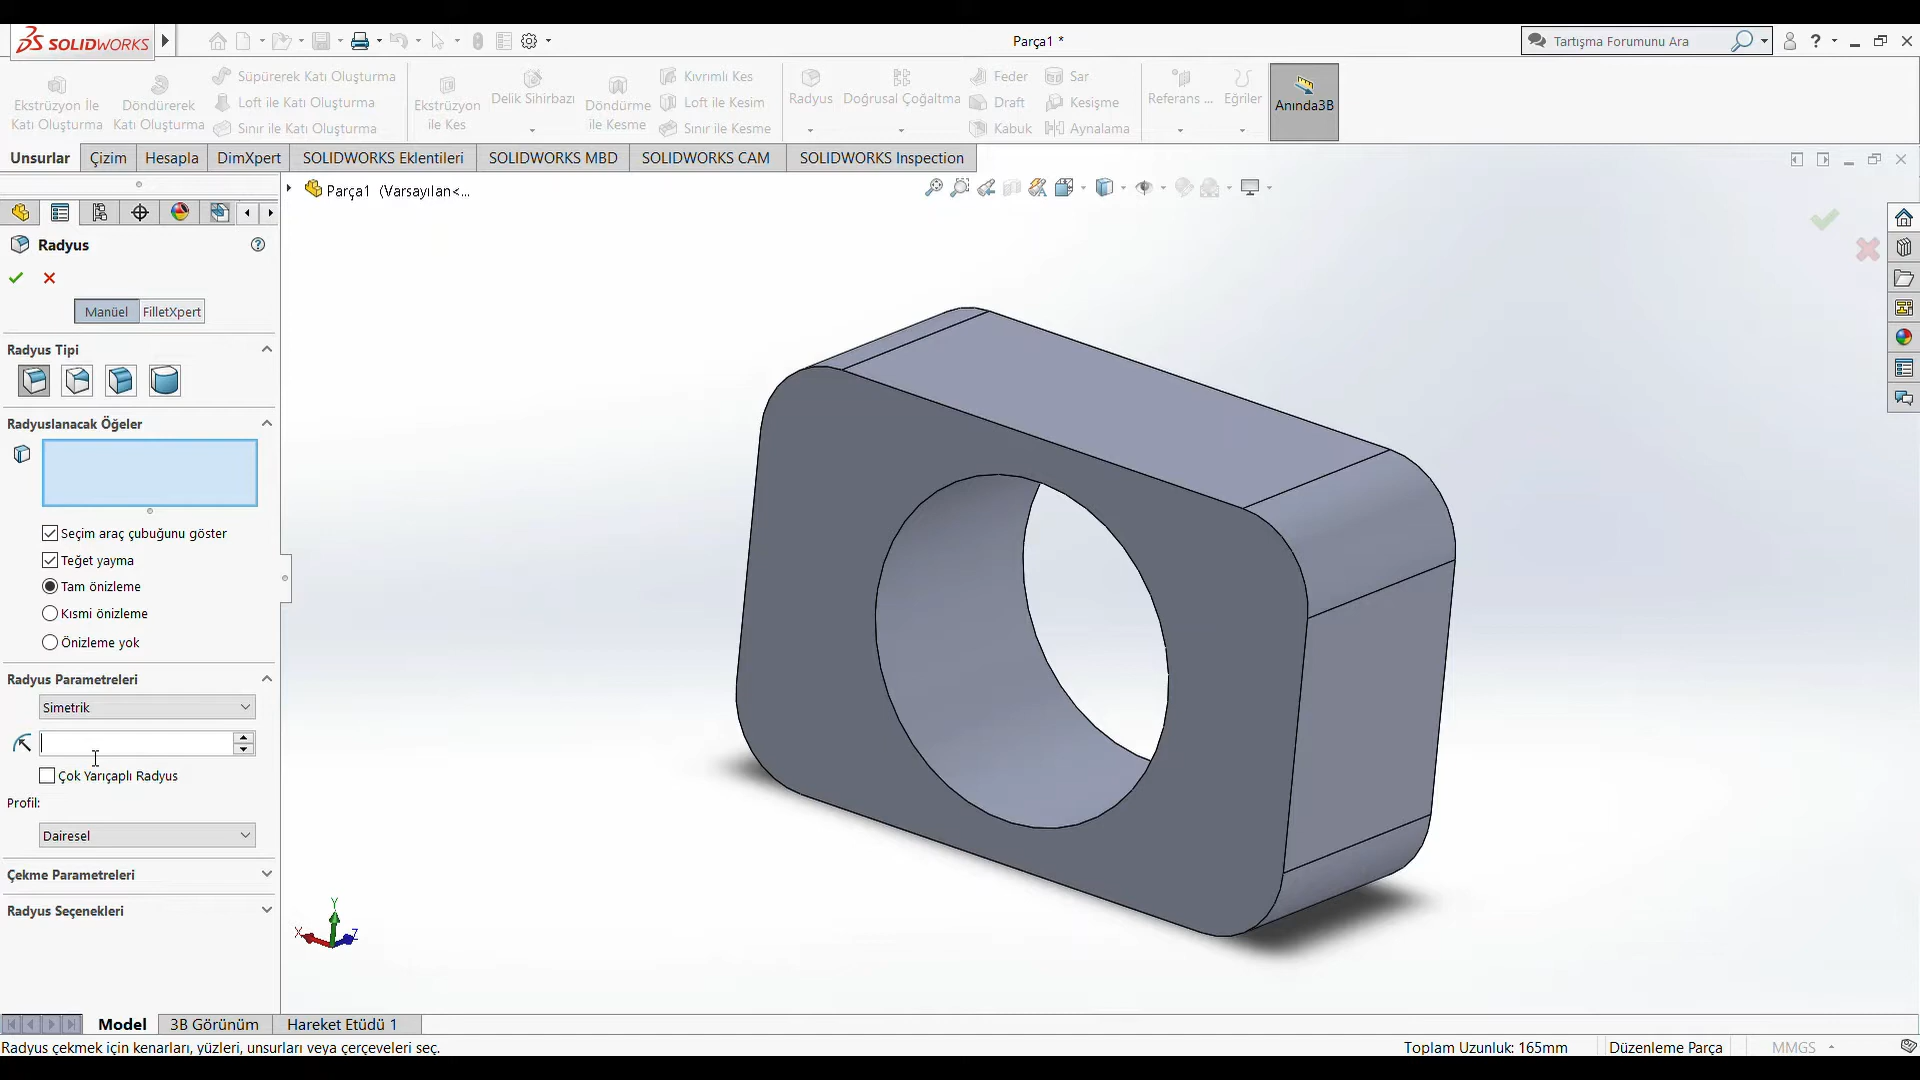 SOLIDWORKS
Parça1 *
Tartışma Forumunu Ara
?
Ekstrüzyon İle
Katı Oluşturma
Döndürerek
Katı Oluşturma
Süpürerek Katı Oluşturma
Loft ile Katı Oluşturma
Sınır ile Katı Oluşturma
Ekstrüzyon
ile Kes
Delik Sihirbazı
Döndürme
ile Kesme
Kıvrımlı Kes
Loft ile Kesim
Sınır ile Kesme
Radyus
Doğrusal Çoğaltma
Feder
Draft
Kabuk
Sar
Kesişme
Aynalama
Referans ...
Eğriler
Anında3B
Unsurlar
Çizim
Hesapla
DimXpert
SOLIDWORKS Eklentileri
SOLIDWORKS MBD
SOLIDWORKS CAM
SOLIDWORKS Inspection
Parça1 (Varsayılan<...
Radyus
?
Manüel
FilletXpert
Radyus Tipi
Radyuslanacak Öğeler
Seçim araç çubuğunu göster
Teğet yayma
Tam önizleme
Kısmi önizleme
Önizleme yok
Radyus Parametreleri
Simetrik
Çok Yarıçaplı Radyus
Profil:
Dairesel
Çekme Parametreleri
Radyus Seçenekleri
Y
X
Z
Model
3B Görünüm
Hareket Etüdü 1
Radyus çekmek için kenarları, yüzleri, unsurları veya çerçeveleri seç.
Toplam Uzunluk: 165mm
Düzenleme Parça
MMGS